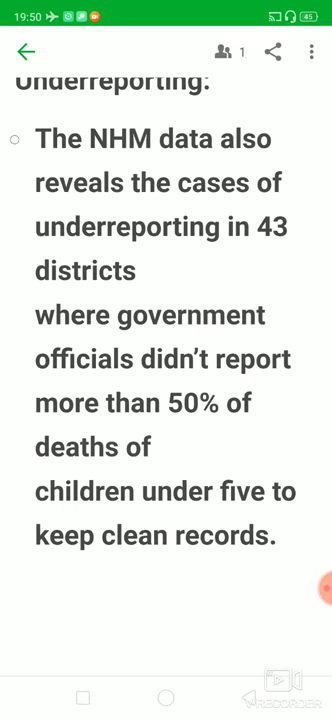 19:50
45
1
Underreporting:
The NHM data also
reveals the cases of
underreporting in 43
districts
where government
officials didn't report
more than 50% of
deaths of
children under five to
keep clean records.
RECORDER